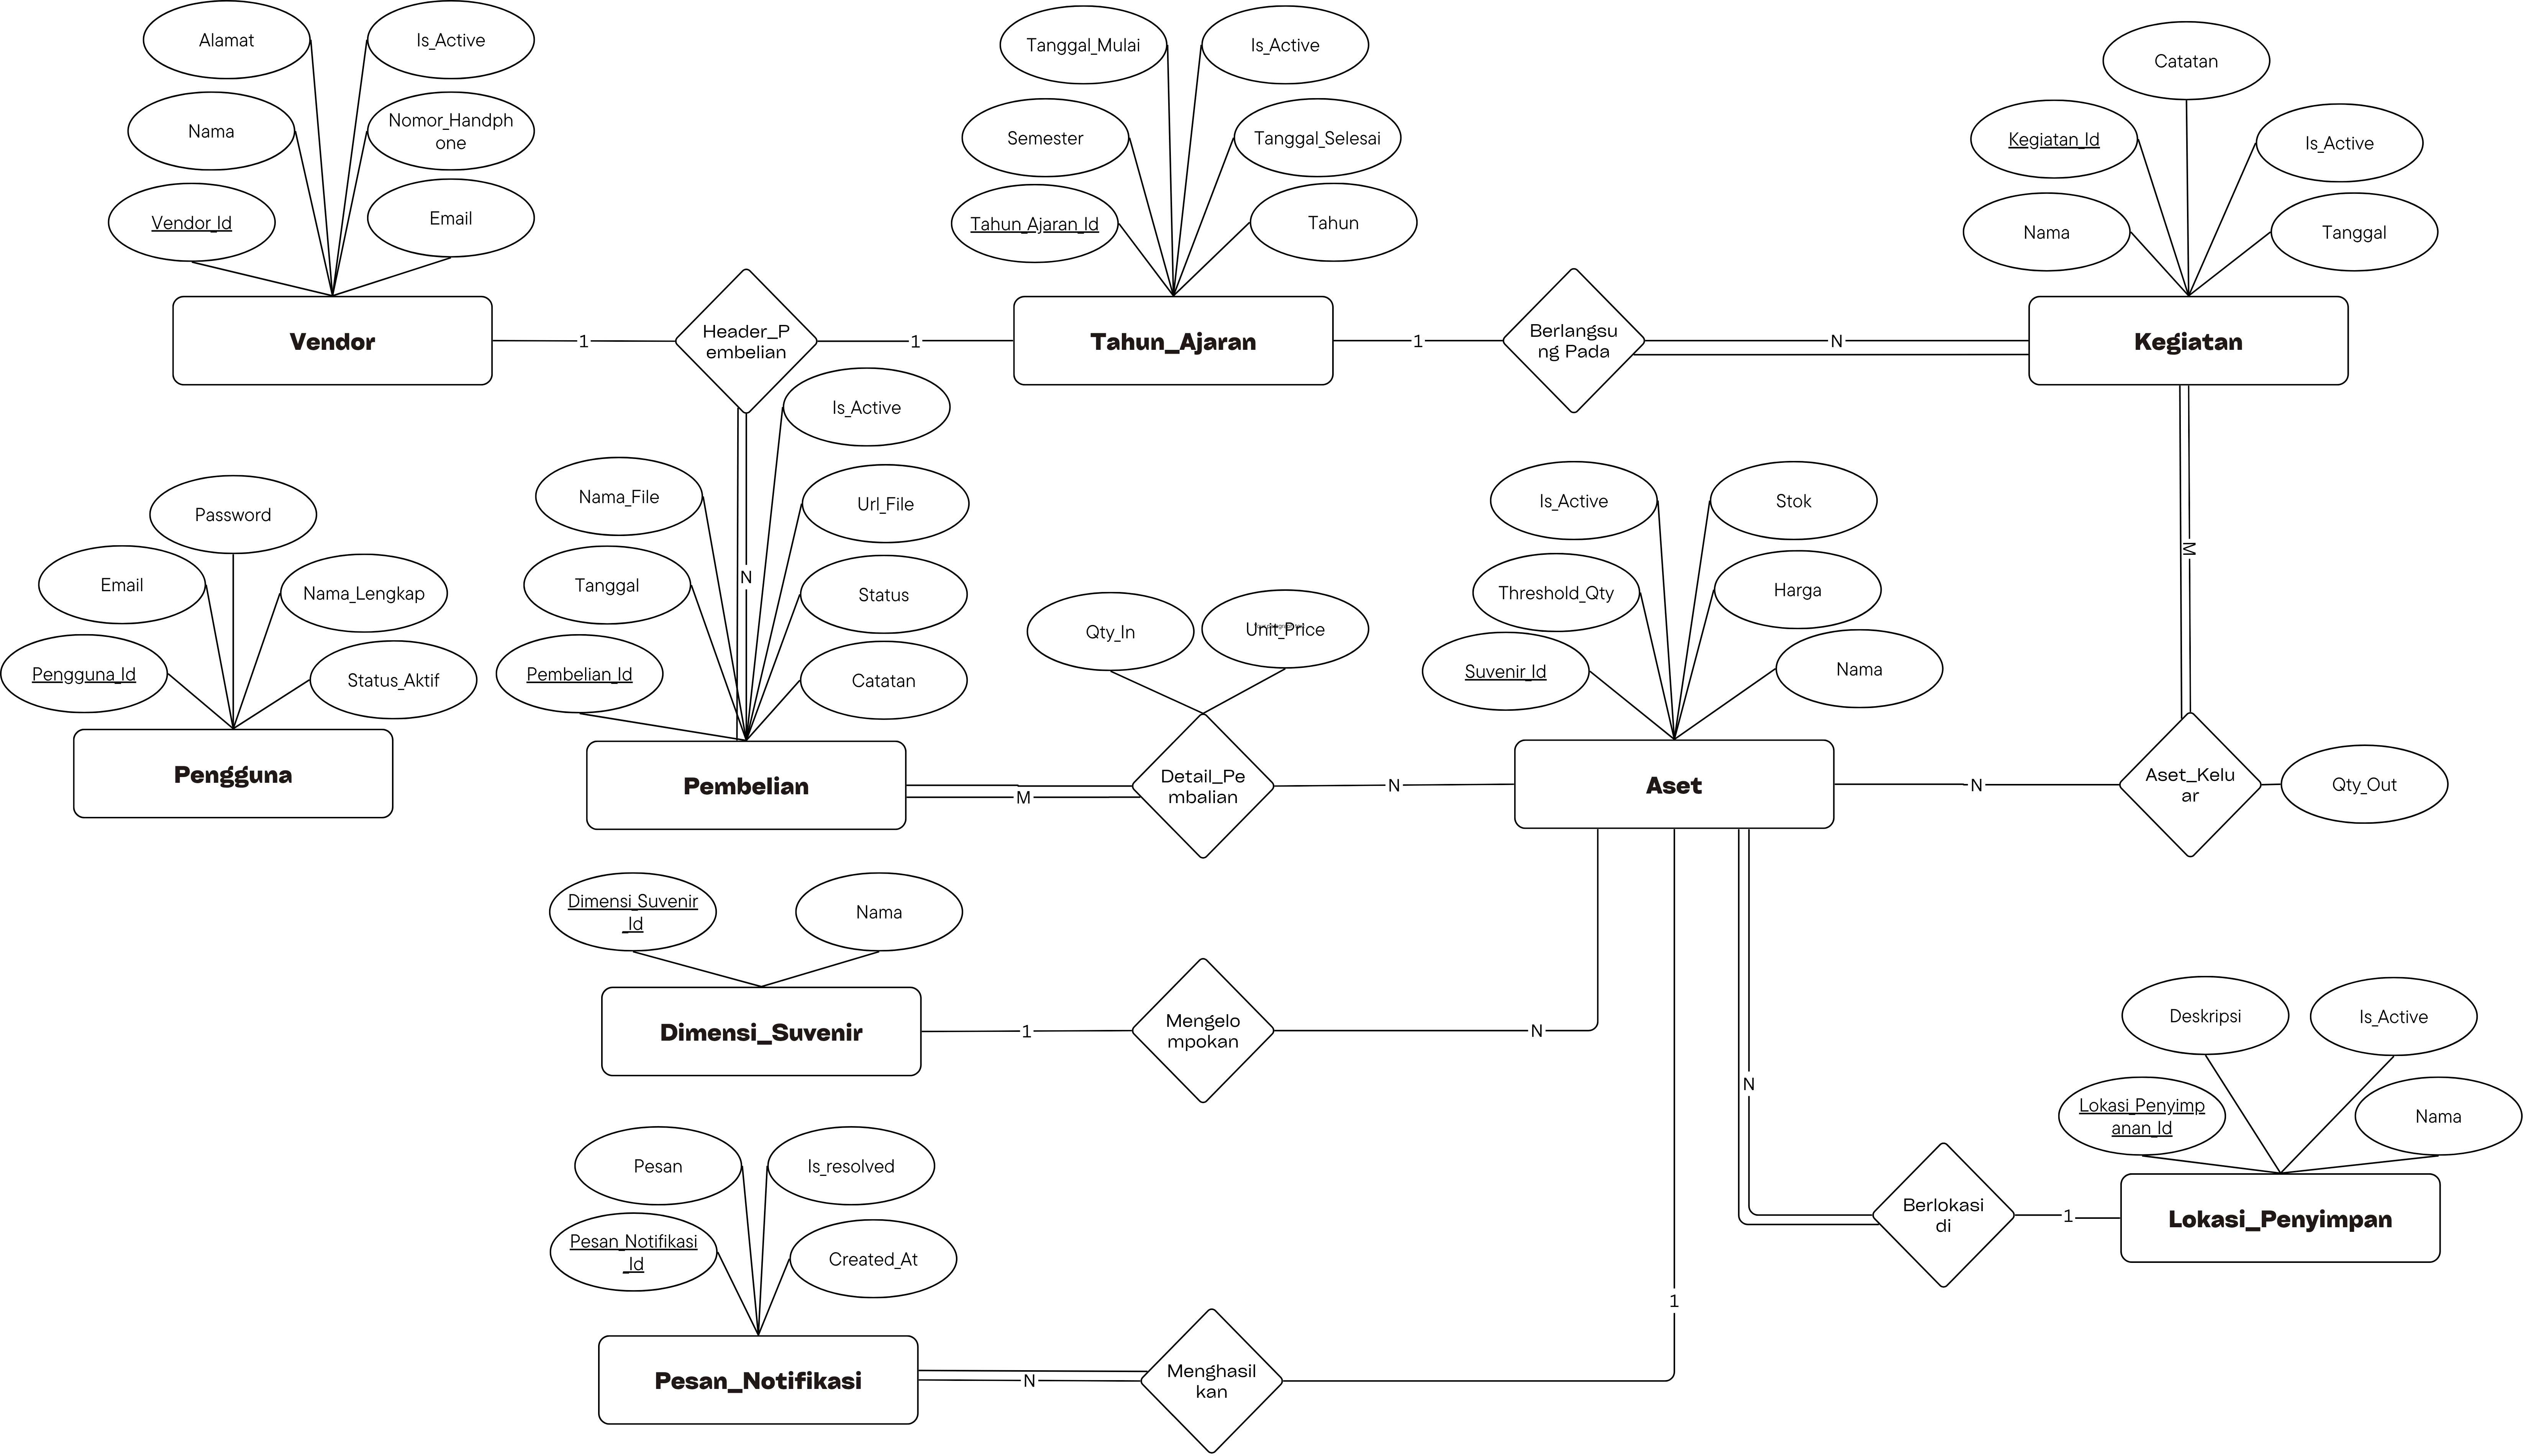 Alamat
Is_Active
Nama
Nomor_Handph
one
Vendor_Id
Email
Vendor
Tanggal_Mulai
Is_Active
Semester
Tanggal_Selesai
Tahun_Ajaran_Id
Tahun
Tahun_Ajaran
Catatan
Kegiatan_Id
Is_Active
Nama
Tanggal
Kegiatan
1
Header_P
embelian
1
1
Berlangsu
ng Pada
N
Is_Active
Nama_File
Url_File
N
Tanggal
Status
Pembelian_Id
Catatan
Pembelian
Password
Email
Nama_Lengkap
Pengguna_Id
Status_Aktif
Pengguna
Qty_In
Unit_Price
M
Detail_Pe
mbalian
N
Is_Active
Stok
Threshold_Qty
Harga
Suvenir_Id
Nama
Aset
M
N
Aset_Kelu
ar
Qty_Out
Dimensi_Suvenir
_Id
Nama
Dimensi_Suvenir
1
Mengelo
mpokan
N
N
Deskripsi
Is_Active
Lokasi_Penyimp
anan_Id
Nama
Berlokasi
di
1
Lokasi_Penyimpan
Pesan
Is_resolved
Pesan_Notifikasi
_Id
Created_At
Pesan_Notifikasi
N
Menghasil
kan
1